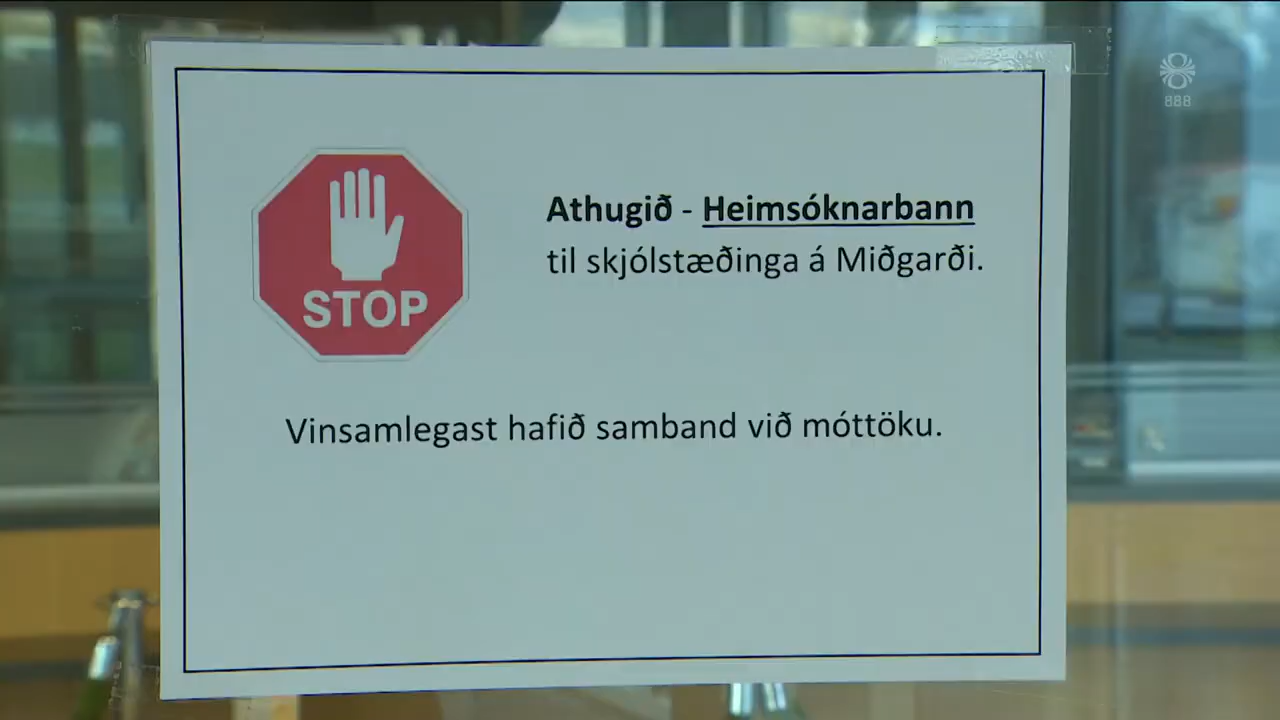 888
STOP
Athugið - Heimsóknarbann
til skjólstæðinga á Miðgarði.
Vinsamlegast hafið samband við móttöku.